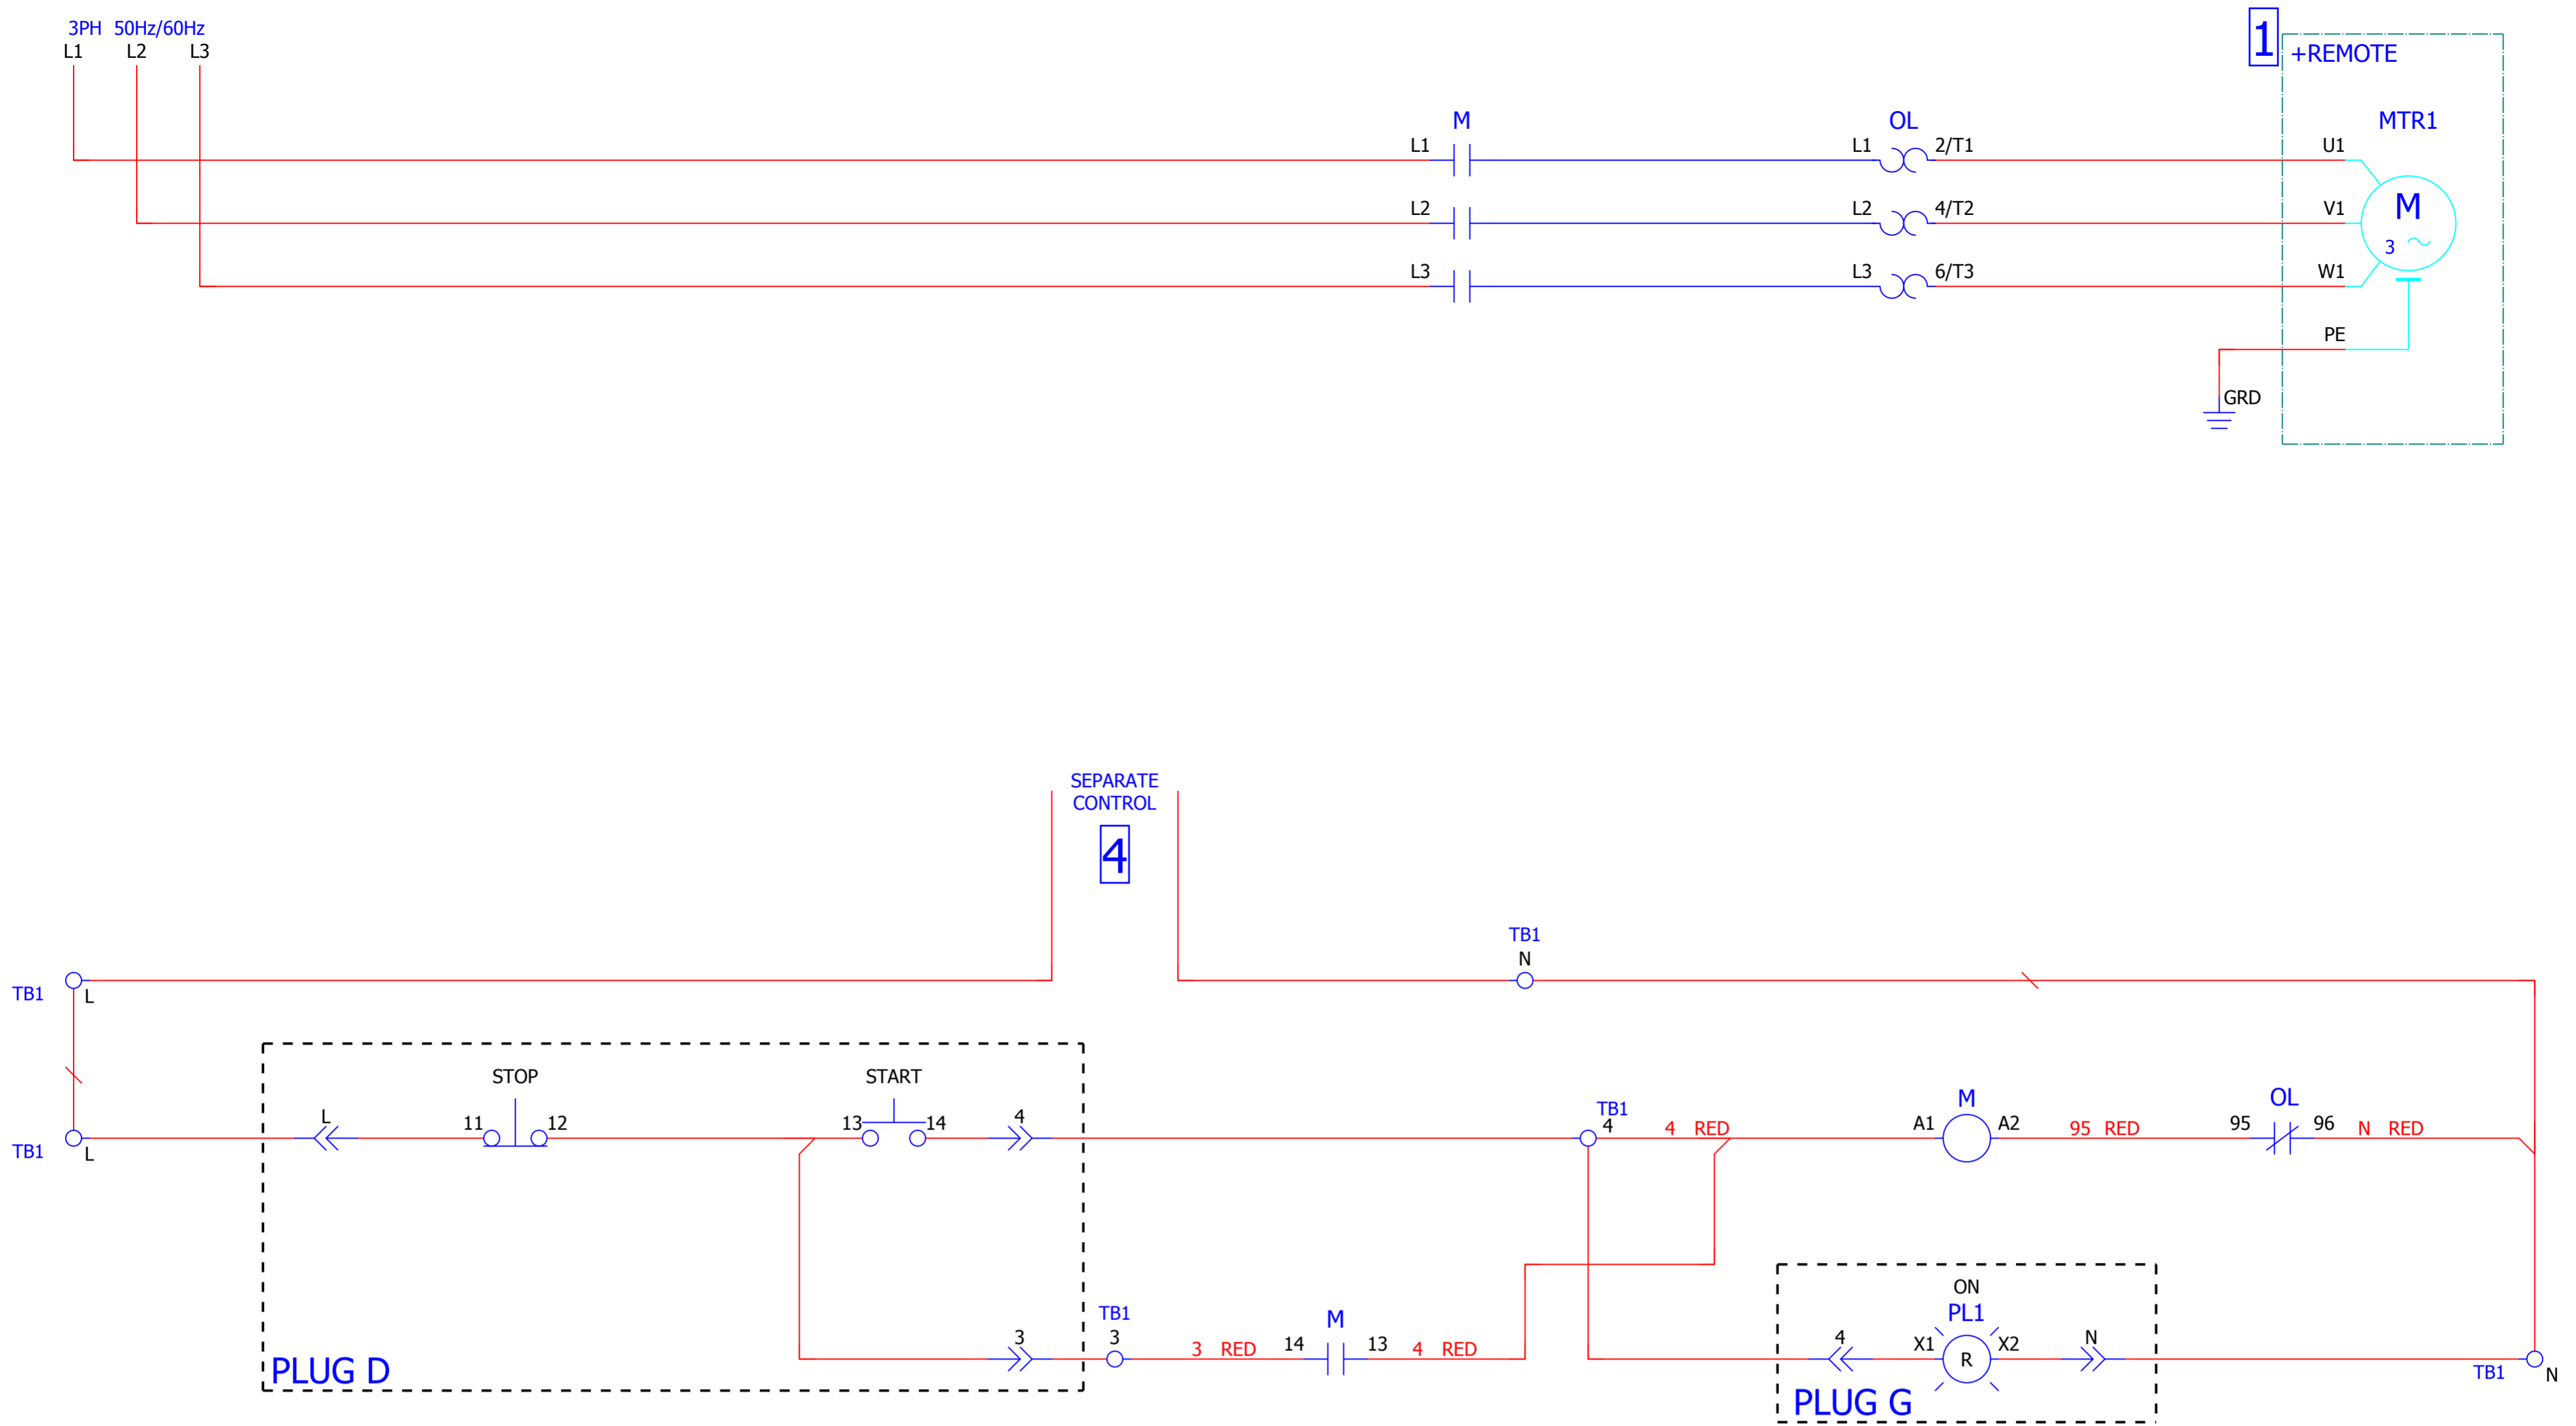 3PH 50Hz/60Hz
L1 L2 L3
1
+REMOTE
M OL MTR1
L1 L1 2/T1 U1
L2 L2 4/T2 V1
M
3
L3 L3 6/T3 W1
PE
GRD
SEPARATE
CONTROL
4
TB1
N
TB1 L
STOP START
L 11 12 13 14 4
TB1
4
4 RED
M
A1 A2
95 RED
OL
95 96
N RED
TB1 L
ON
PL1
TB1
3 3
3 RED
M
14 13
4 RED
4 X1 R X2 N
TB1 N
PLUG D
PLUG G